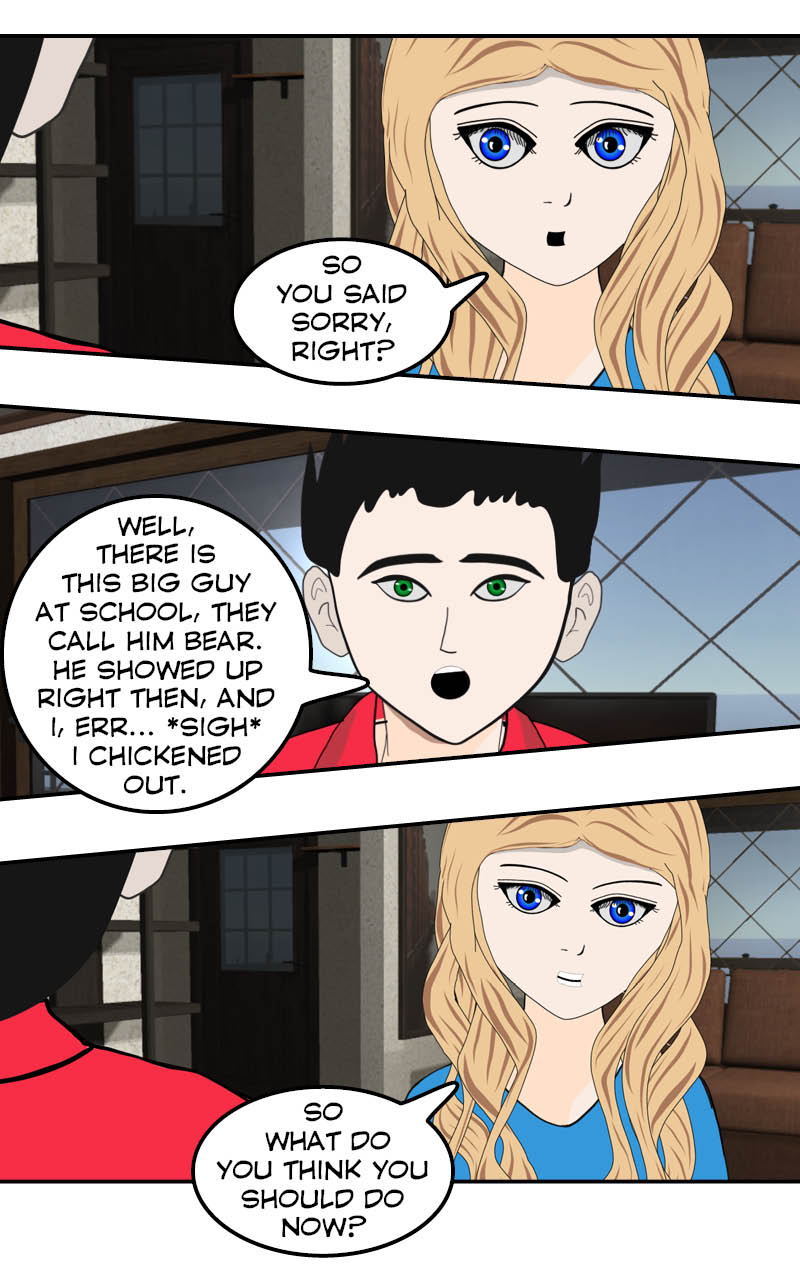 SO
YOU SAID
SORRY,
RIGHT?
WELL,
THERE IS
THIS BIG GUY
AT SCHOOL, THEY
CALL HIM BEAR.
HE SHOWED UP
RIGHT THEN, AND
I, ERR... *SIGH*
I CHICKENED
OUT.
SO
WHAT DO
YOU THINK YOU
SHOULD DO
NOW?